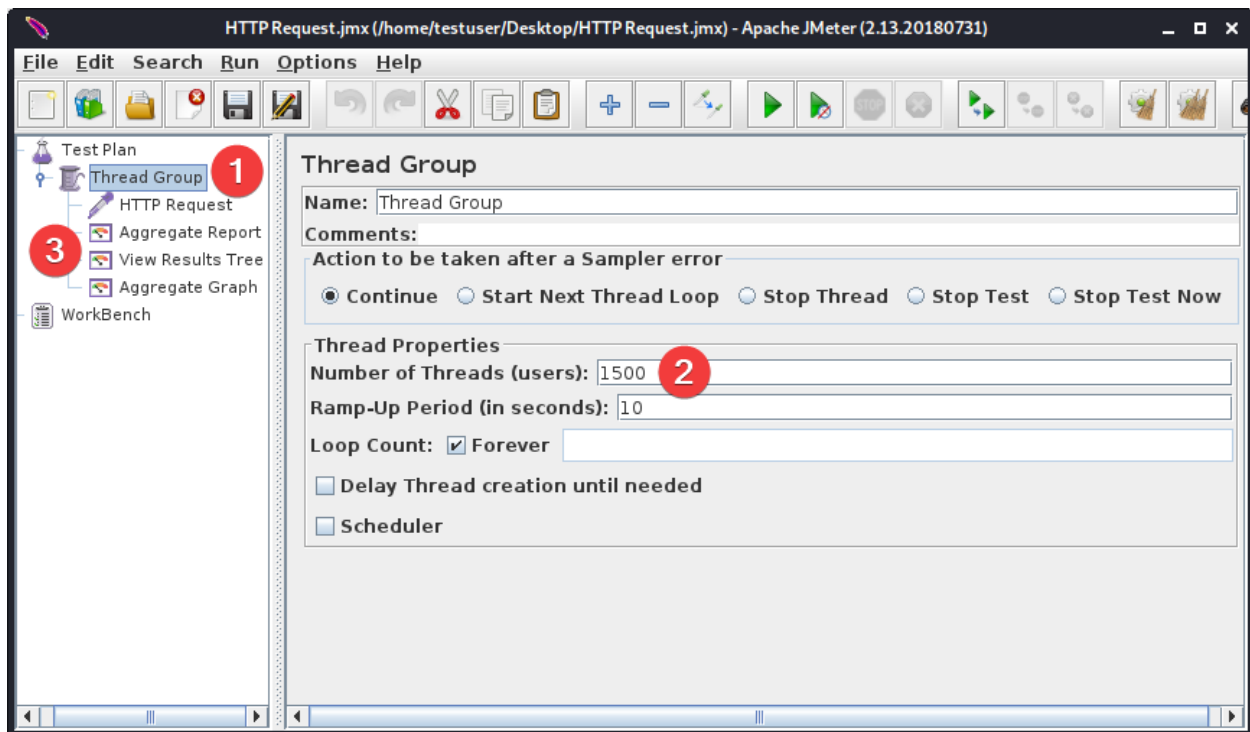 HTTP Request.jmx (/home/testuser/Desktop/HTTP Request.jmx) - Apache JMeter (2.13.20180731)
File Edit Search Run Options Help
STOP
Test Plan
Thread Group 1
HTTP Request
Aggregate Report
3
View Results Tree
Aggregate Graph
WorkBench
Thread Group
Name: Thread Group
Comments:
Action to be taken after a Sampler error
Continue Start Next Thread Loop Stop Thread Stop Test Stop Test Now
Thread Properties
Number of Threads (users): 1500 2
Ramp-Up Period (in seconds): 10
Loop Count: Forever
Delay Thread creation until needed
Scheduler